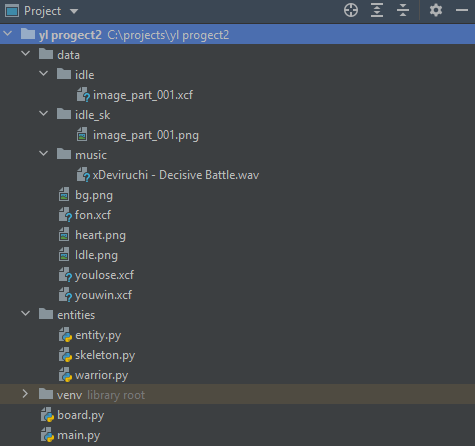 Project
yl progect2 C:\projects\yl progect2
data
idle
image_part_001.xcf
idle_sk
image_part_001.png
music
xDeviruchi - Decisive Battle.wav
bg.png
fon.xcf
heart.png
Idle.png
youlose.xcf
youwin.xcf
entities
entity.py
skeleton.py
warrior.py
venv library root
board.py
main.py